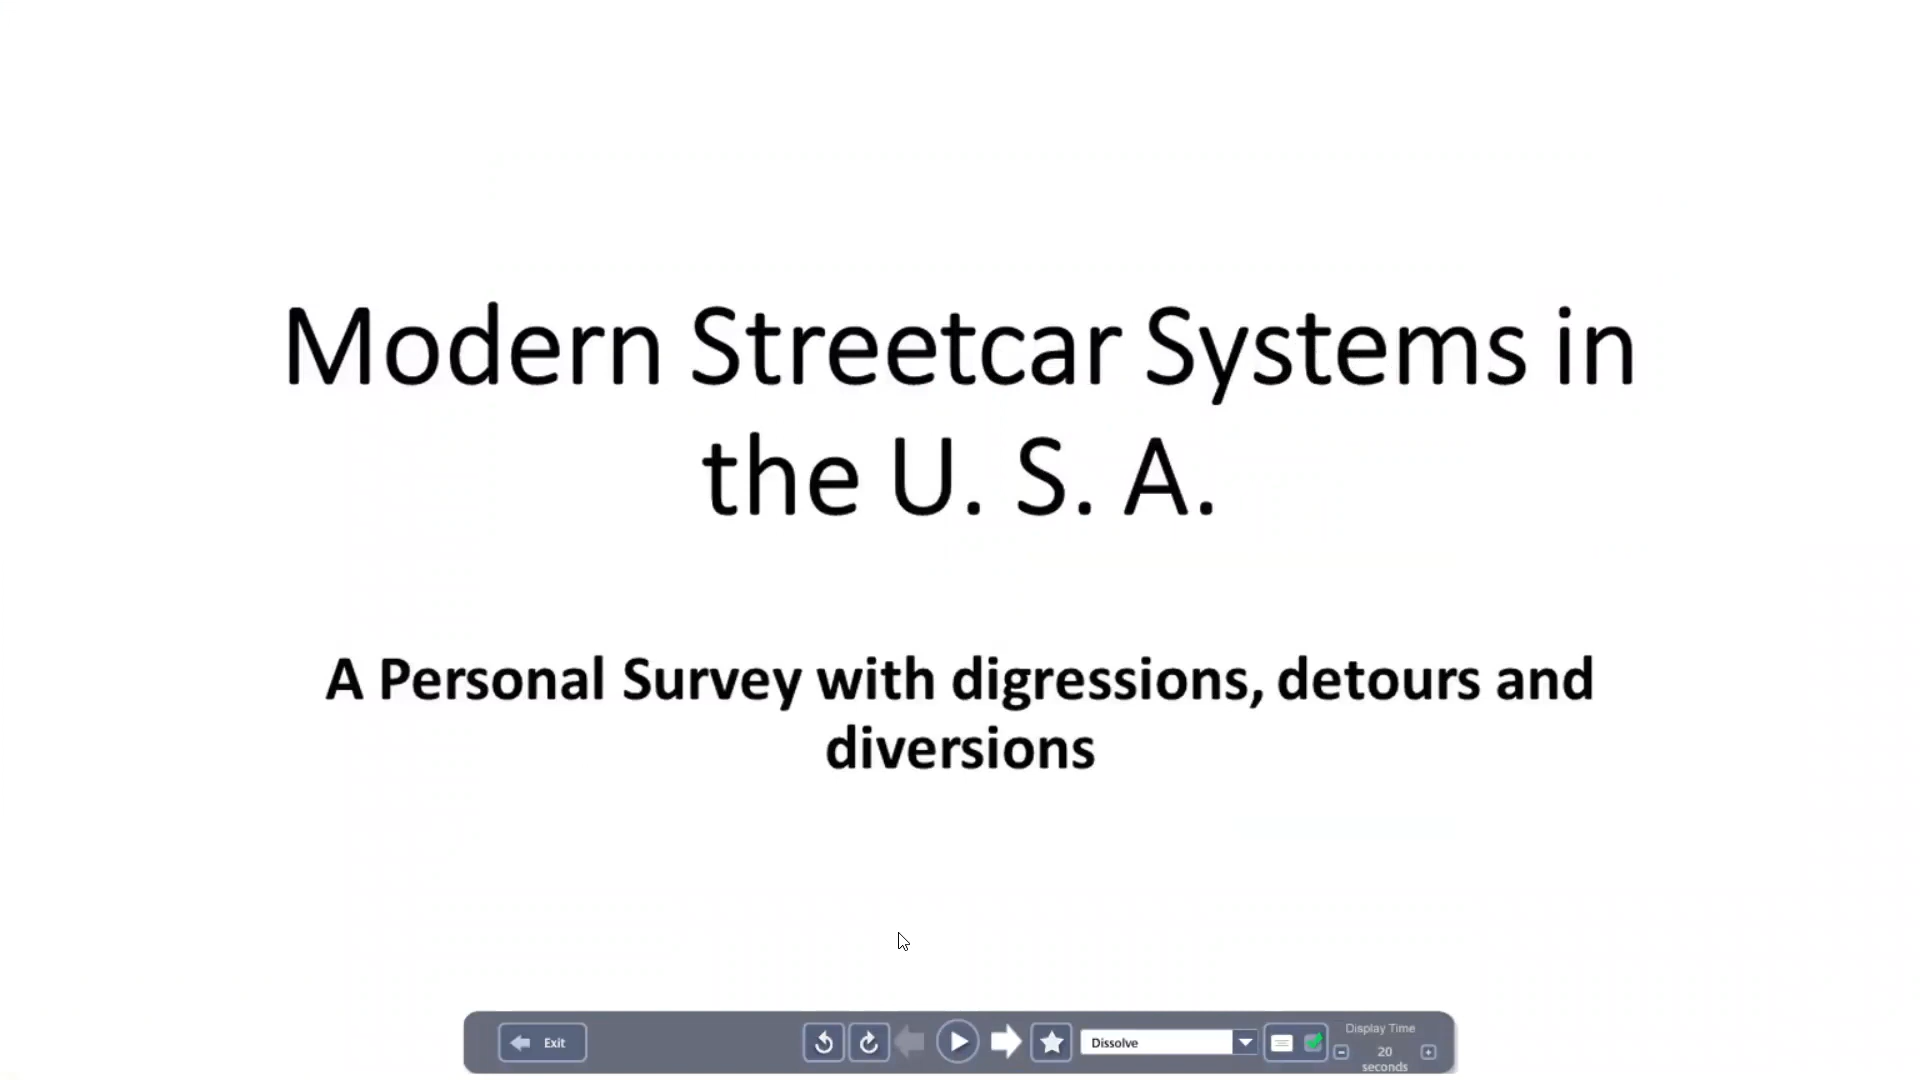 Modern Streetcar Systems in
the U. S. A.
A Personal Survey with digressions, detours and
diversions
Exit
Dissolve
Display Time
20
seconds